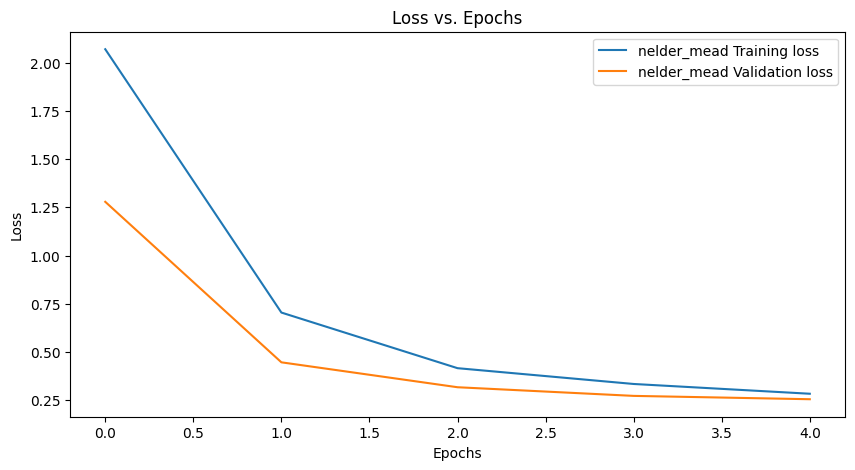 Loss vs. Epochs
nelder_mead Training loss
nelder_mead Validation loss
2.00
1.75
1.50
1.25
1.00
0.75
0.50
0.25
Loss
0.0 0.5 1.0 1.5 2.0 2.5 3.0 3.5 4.0
Epochs